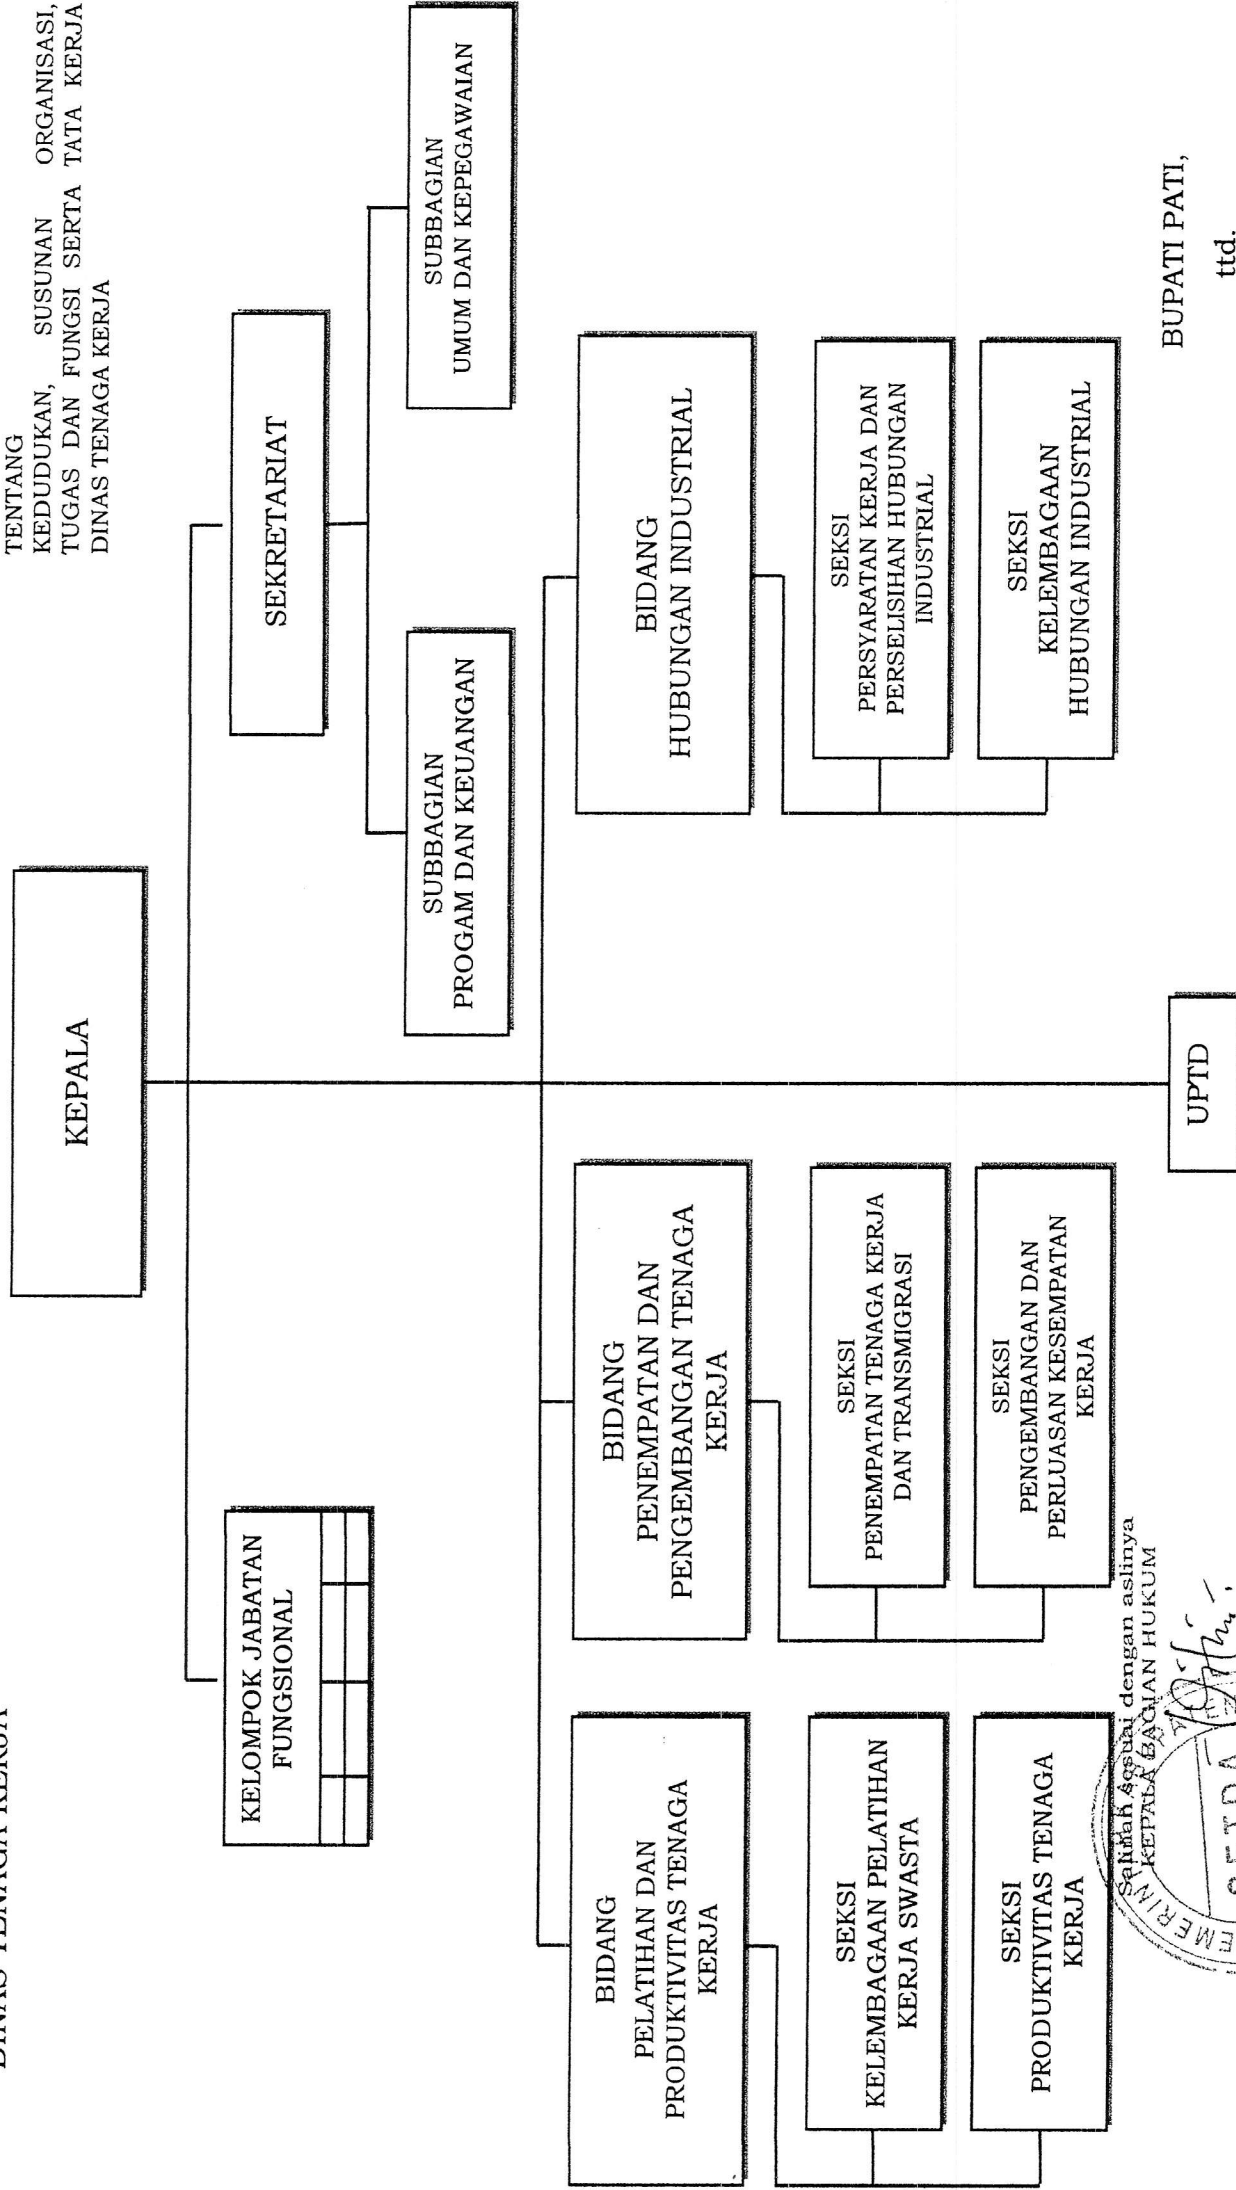 TENTANG
KEDUDUKAN, SUSUNAN ORGANISASI,
TUGAS DAN FUNGSI SERTA TATA KERJA
DINAS TENAGA KERJA
DINAS TENAGA KERJA
KEPALA
KELOMPOK JABATAN
FUNGSIONAL
SEKRETARIAT
SUBBAGIAN
PROGAM DAN KEUANGAN
SUBBAGIAN
UMUM DAN KEPEGAWAIAN
BIDANG
PELATIHAN DAN
PRODUKTIVITAS TENAGA
KERJA
BIDANG
PENEMPATAN DAN
PENGEMBANGAN TENAGA
KERJA
BIDANG
HUBUNGAN INDUSTRIAL
SEKSI
KELEMBAGAAN PELATIHAN
KERJA SWASTA
SEKSI
PENEMPATAN TENAGA KERJA
DAN TRANSMIGRASI
SEKSI
PERSYARATAN KERJA DAN
PERSELISIHAN HUBUNGAN
INDUSTRIAL
SEKSI
PRODUKTIVITAS TENAGA
KERJA
SEKSI
PENGEMBANGAN DAN
PERLUASAN KESEMPATAN
KERJA
SEKSI
KELEMBAGAAN
HUBUNGAN INDUSTRIAL
UPTD
Salinan sesuai dengan aslinya
KEPALA BAGIAN HUKUM
BUPATI PATI,
ttd.